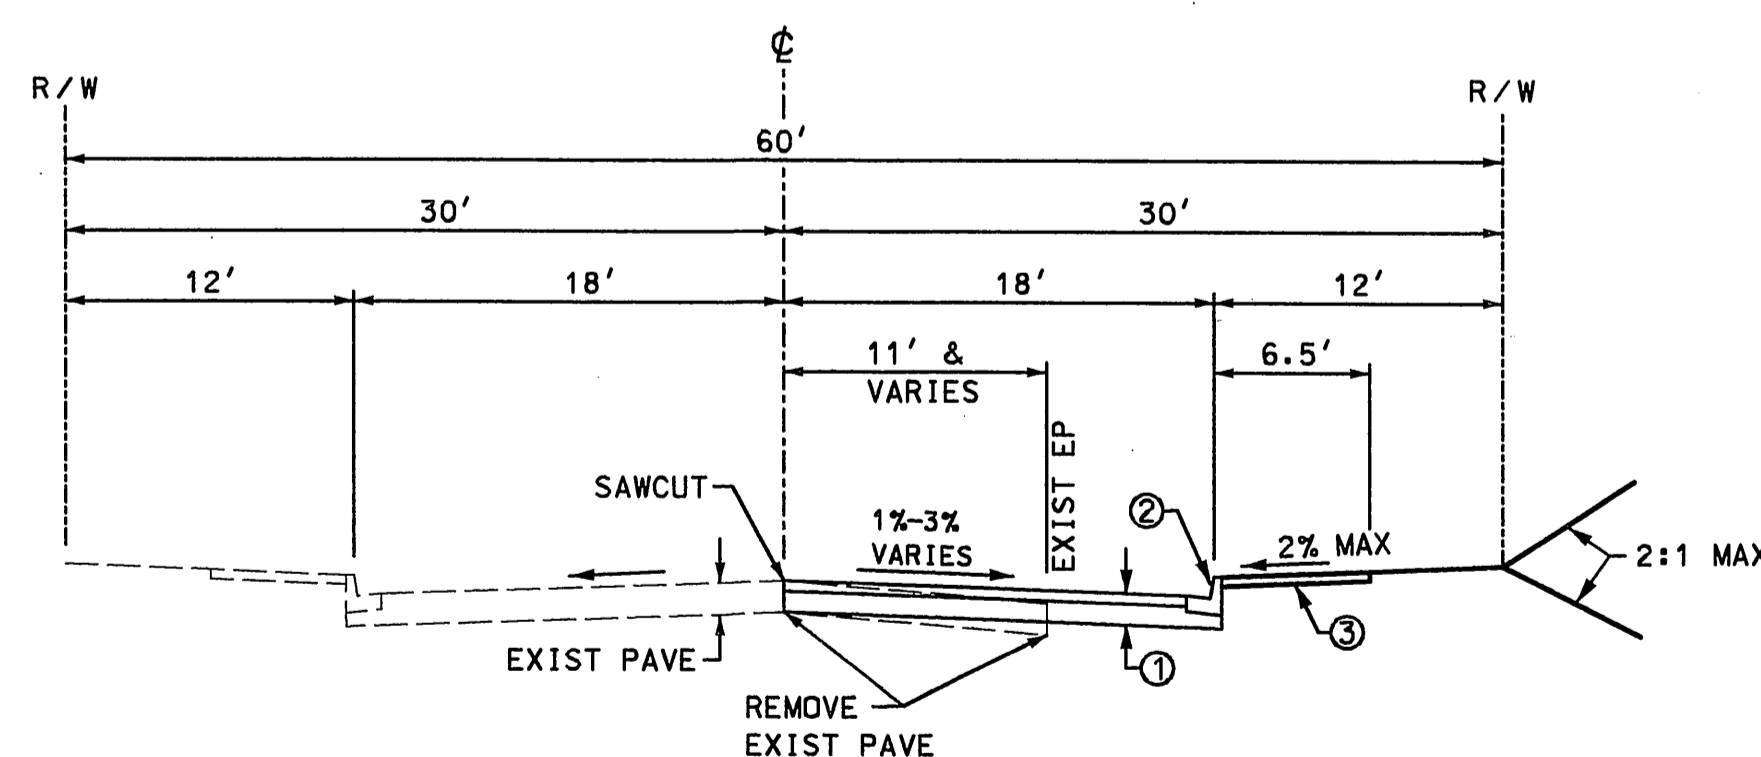 ℄
R/W
R/W
60'
30'
30'
12'
18'
18'
12'
11' &
VARIES
6.5'
EXIST EP
SAWCUT
1%-3%
VARIES
②
2% MAX
2:1 MAX
EXIST PAVE
①
③
REMOVE
EXIST PAVE